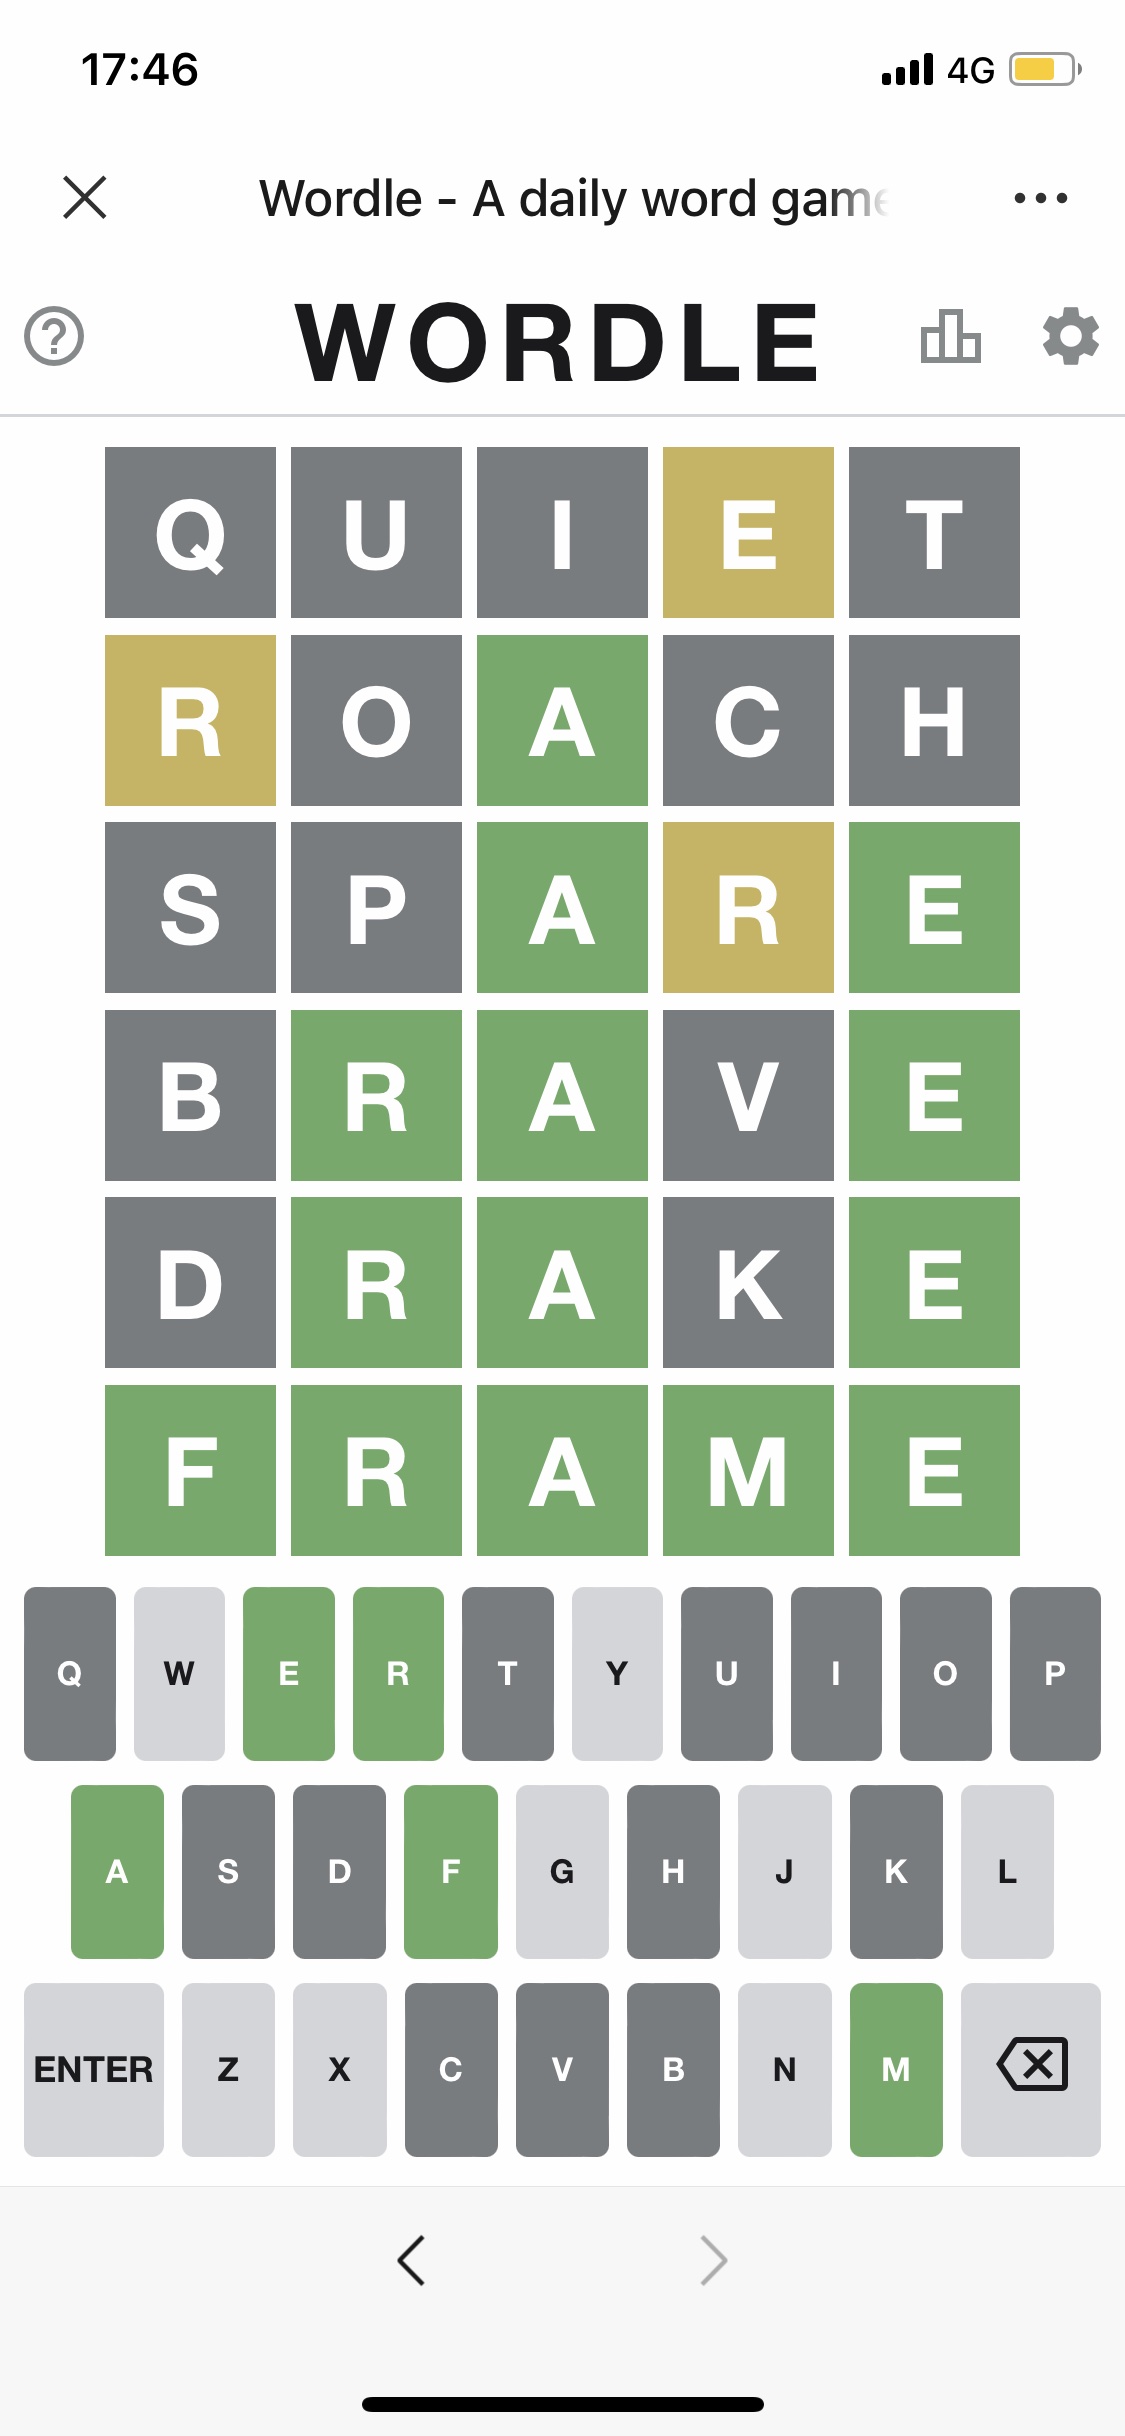 17:46 4G
Wordle - A daily word game
? WORDLE
Q U I E T
R O A C H
S P A R E
B R A V E
D R A K E
F R A M E
Q W E R T Y U I O P
A S D F G H J K L
ENTER Z X C V B N M